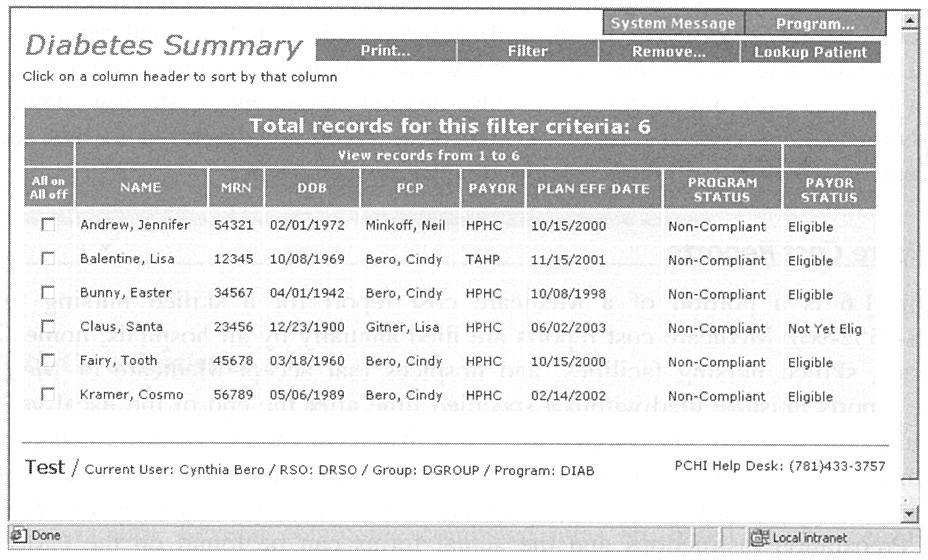 System Message Program...
Diabetes Summary Print... Filter Remove... Lookup Patient
Click on a column header to sort by that column
Total records for this filter criteria: 6
View records from 1 to 6
All on All off NAME MRN DOB PCP PAYOR PLAN EFF DATE PROGRAM STATUS PAYOR STATUS
Andrew, Jennifer 54321 02/01/1972 Minkoff, Neil HPHC 10/15/2000 Non-Compliant Eligible
Balentine, Lisa 12345 10/08/1969 Bero, Cindy TAHP 11/15/2001 Non-Compliant Eligible
Bunny, Easter 34567 04/01/1942 Bero, Cindy HPHC 10/08/1998 Non-Compliant Eligible
Claus, Santa 23456 12/23/1900 Gitner, Lisa HPHC 06/02/2003 Non-Compliant Not Yet Elig
Fairy, Tooth 45678 03/18/1960 Bero, Cindy HPHC 10/15/2000 Non-Compliant Eligible
Kramer, Cosmo 56789 05/06/1989 Bero, Cindy HPHC 02/14/2002 Non-Compliant Eligible
Test / Current User: Cynthia Bero / RSO: DRSO / Group: DGROUP / Program: DIAB PCHI Help Desk: (781)433-3757
Done Local intranet